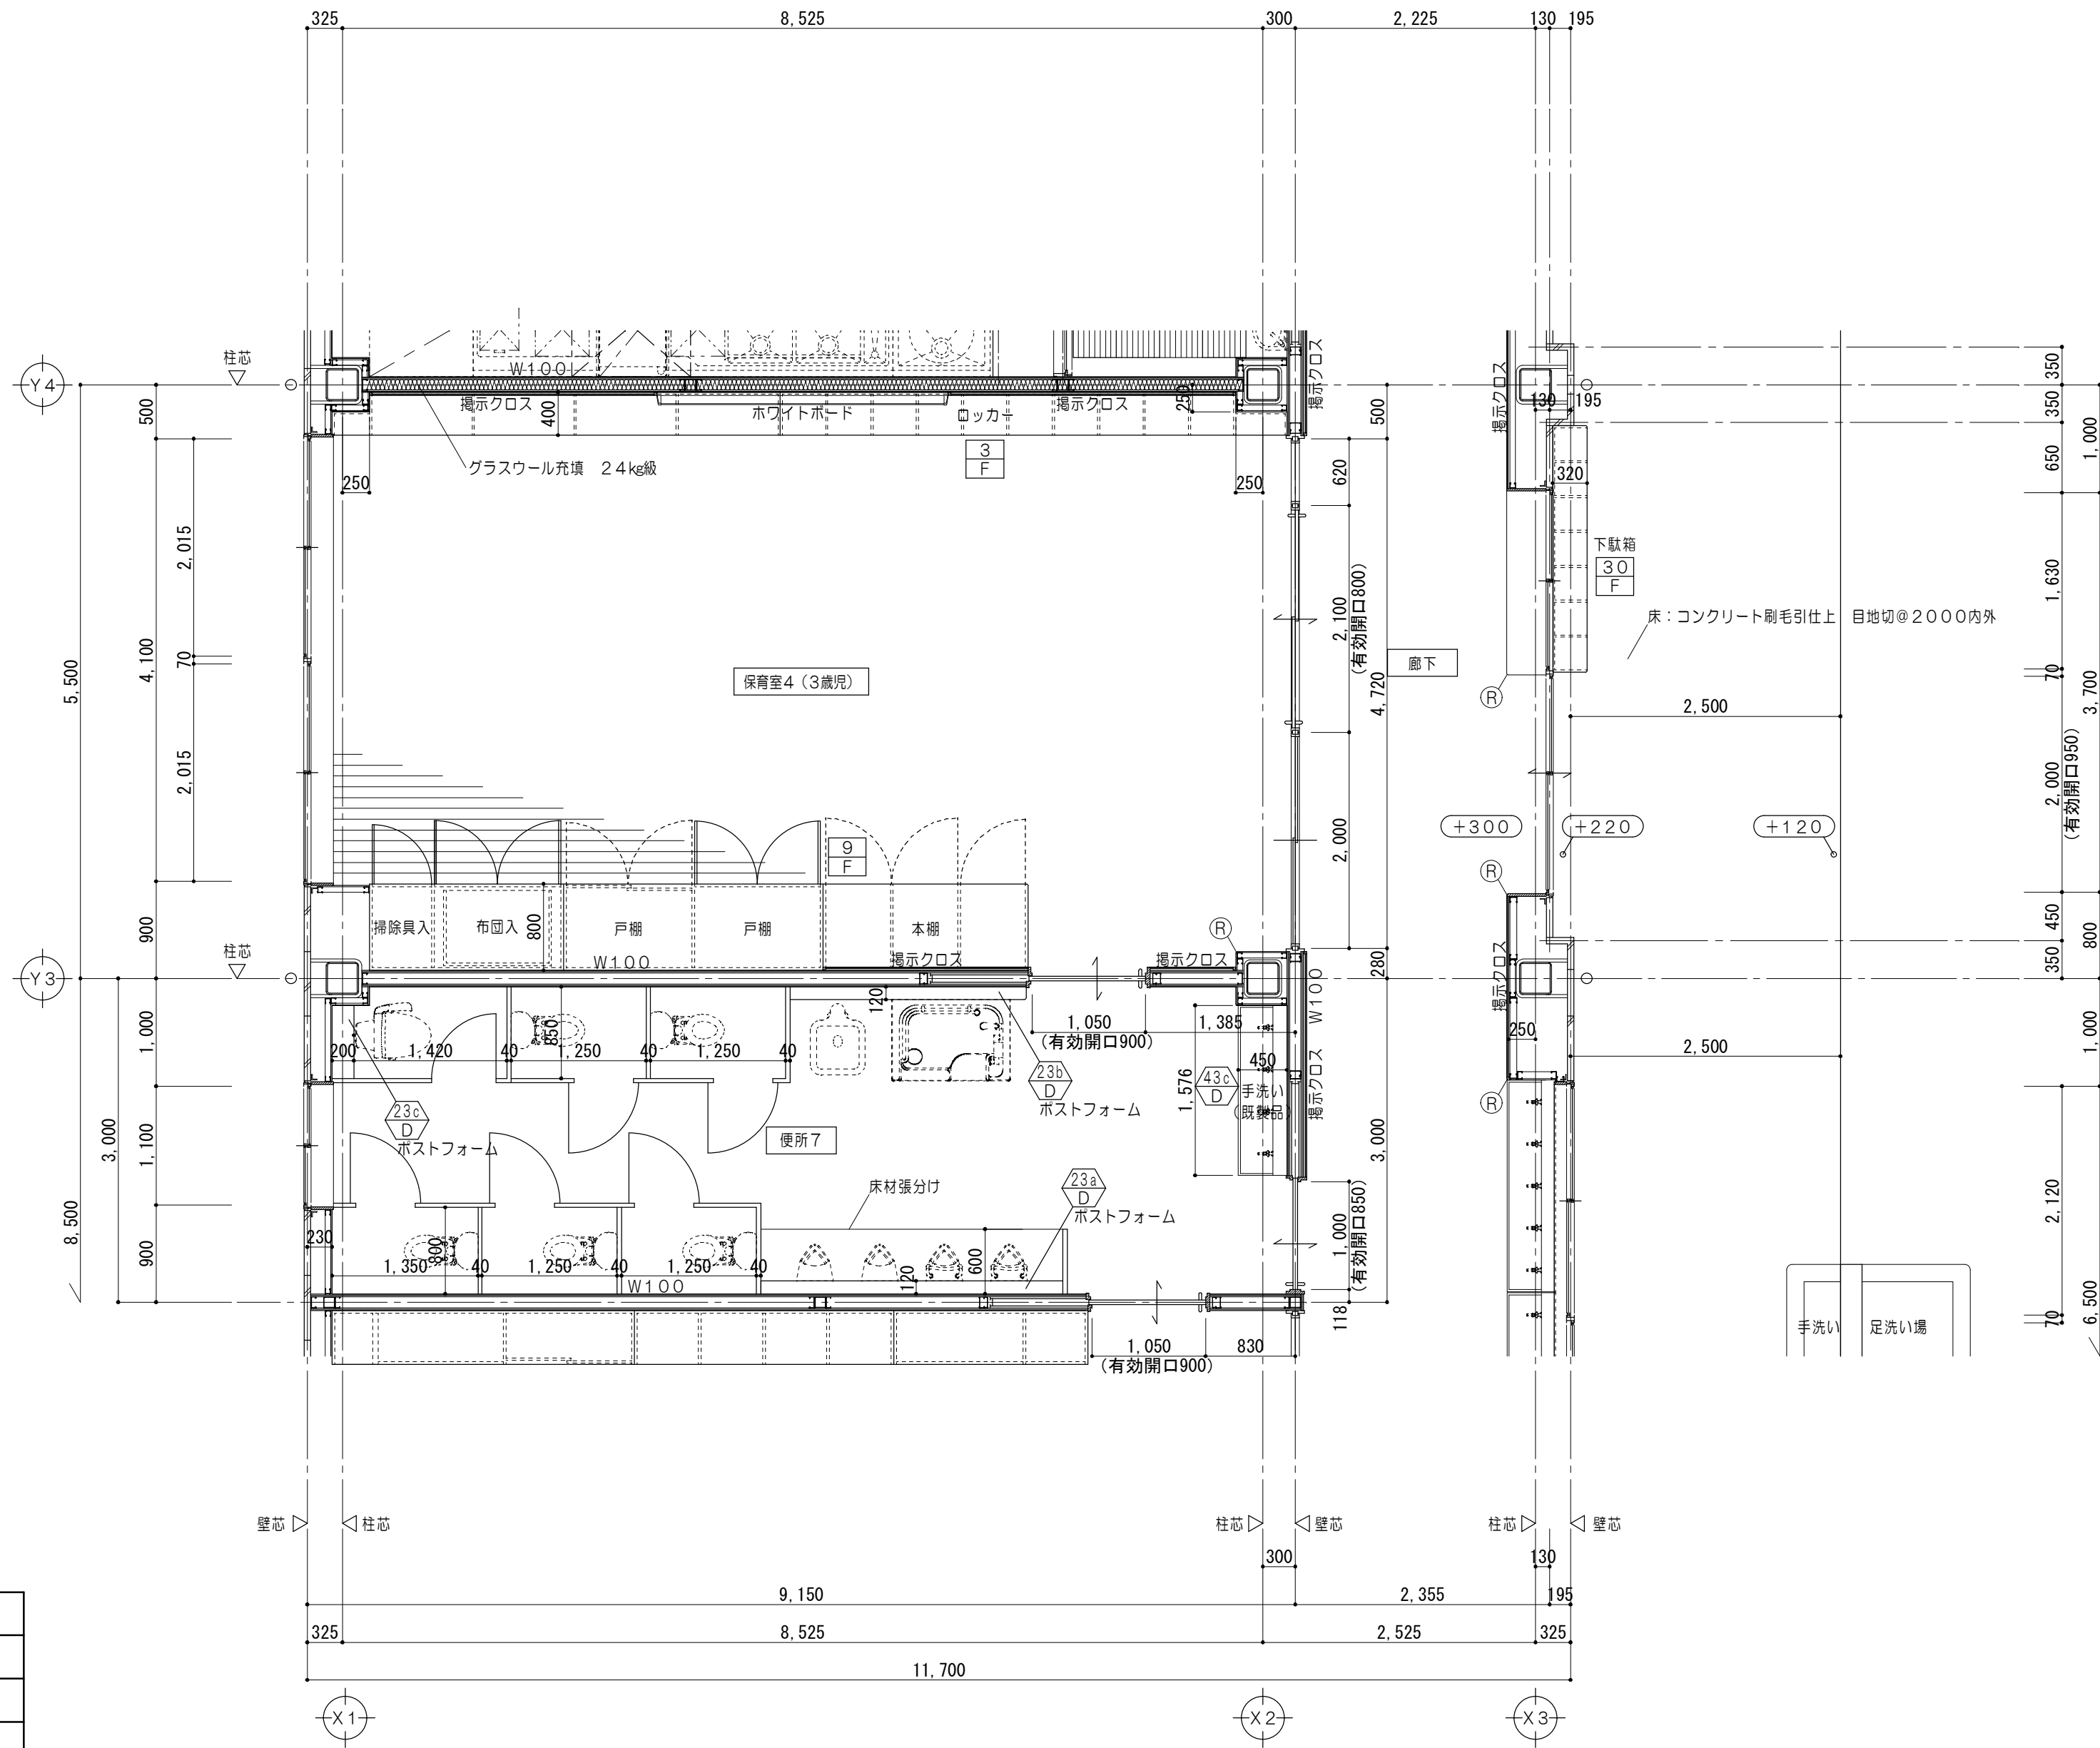 325 8,525 300 2,225 130 195
柱芯
Y4
W100
掲示クロス
ホワイトボード
ロッカー
掲示クロス
掲示クロス
掲示クロス
400
250
500
500
130 195
350
350
1,000
グラスウール充填 24kg級
3
F
250
250
620
650
320
2,015
下駄箱
30
F
1,630
2,100
(有効開口800)
床：コンクリート刷毛引仕上 目地切@2000内外
4,100
70
5,500
保育室4（3歳児）
廊下
4,720
R
70
3,700
2,500
2,015
2,000
2,000
(有効開口950)
+300
+220
+120
9
F
R
掃除具入
布団入
800
戸棚
戸棚
本棚
R
900
450
800
柱芯
Y3
W100
掲示クロス
掲示クロス
280
W100
掲示クロス
350
120
1,000
850
1,050
(有効開口900)
1,385
250
1,000
200 1,420 40 1,250 40 1,250 40
2,500
450
23b
D
ポストフォーム
1,576
43c
D
手洗い
(既製品)
掲示クロス
R
23c
D
ポストフォーム
便所7
3,000
1,100
3,000
床材張分け
23a
D
ポストフォーム
2,120
8,500
230
900
800
600
1,000
(有効開口850)
1,350 40 1,250 40 1,250 40
120
W100
118
70
6,500
手洗い
足洗い場
1,050
(有効開口900)
830
壁芯
柱芯
柱芯
壁芯
柱芯
壁芯
300
130
9,150 2,355 195
325 8,525 2,525 325
11,700
X1
X2
X3